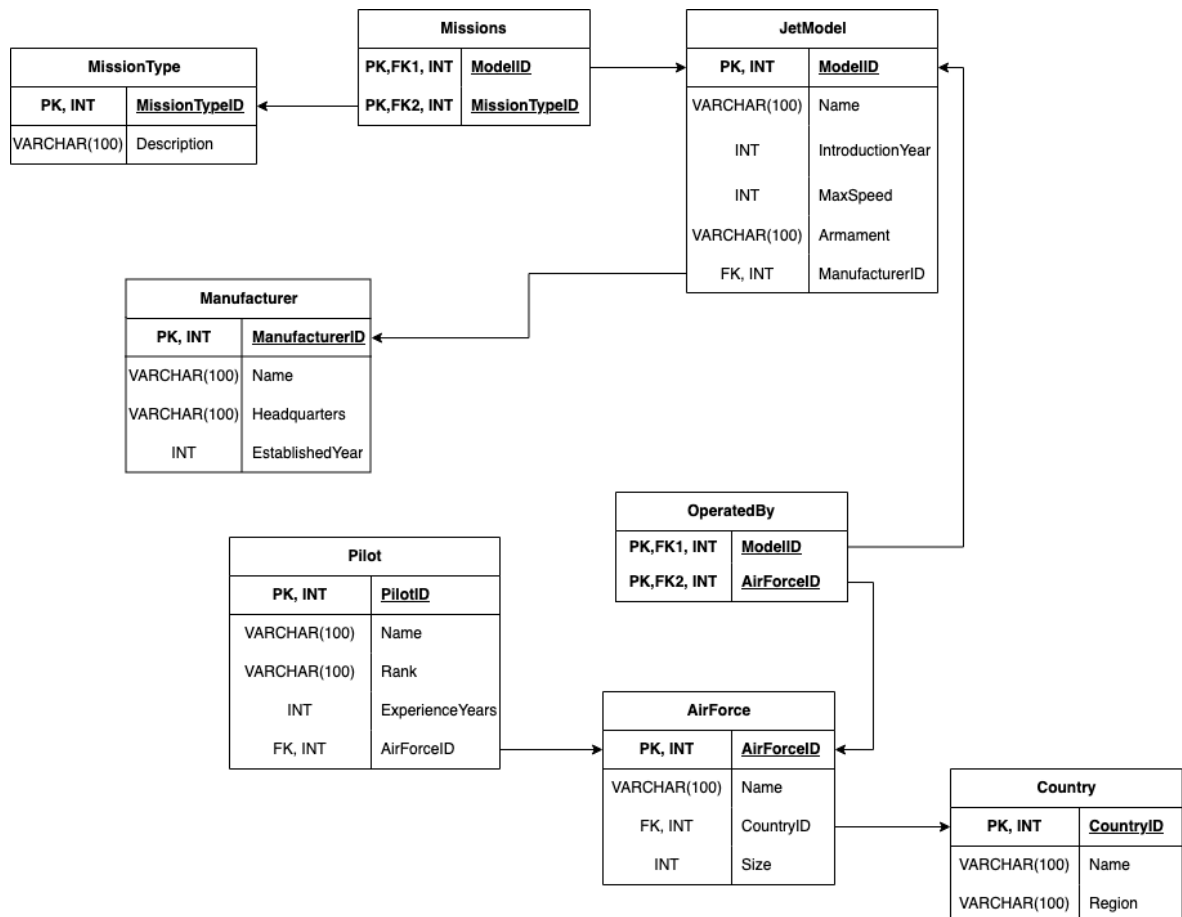 Missions
PK,FK1, INT ModelID
PK,FK2, INT MissionTypeID
JetModel
PK, INT ModelID
VARCHAR(100) Name
INT IntroductionYear
INT MaxSpeed
VARCHAR(100) Armament
FK, INT ManufacturerID
MissionType
PK, INT MissionTypeID
VARCHAR(100) Description
Manufacturer
PK, INT ManufacturerID
VARCHAR(100) Name
VARCHAR(100) Headquarters
INT EstablishedYear
OperatedBy
PK,FK1, INT ModelID
PK,FK2, INT AirForceID
Pilot
PK, INT PilotID
VARCHAR(100) Name
VARCHAR(100) Rank
INT ExperienceYears
FK, INT AirForceID
AirForce
PK, INT AirForceID
VARCHAR(100) Name
FK, INT CountryID
INT Size
Country
PK, INT CountryID
VARCHAR(100) Name
VARCHAR(100) Region